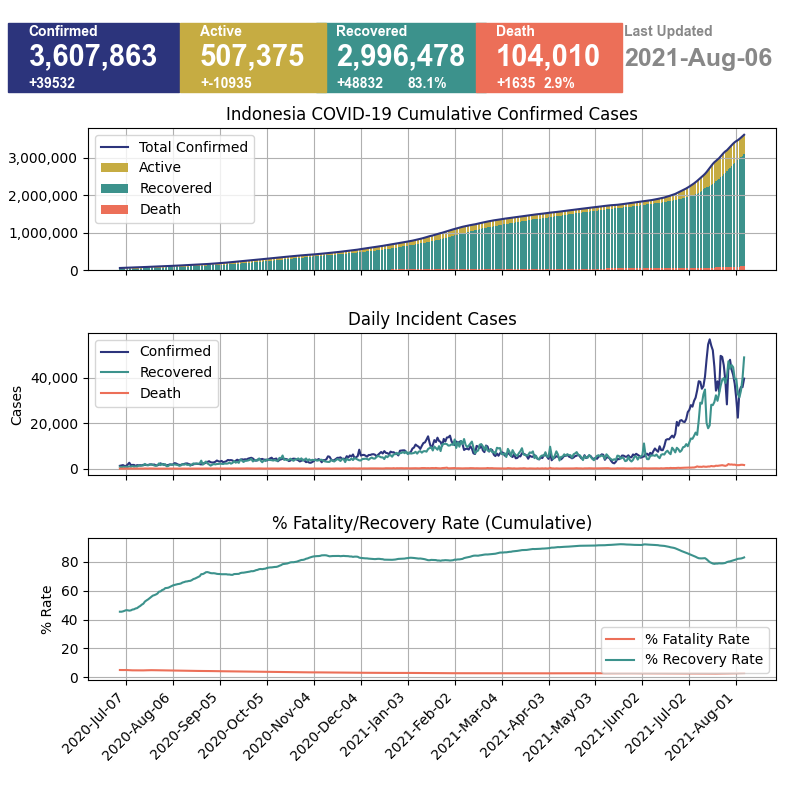 Confirmed Active Recovered Death Last Updated
3,607,863 507,375 2,996,478 104,010 2021-Aug-06
+39532 +-10935 +48832 83.1% +1635 2.9%
Indonesia COVID-19 Cumulative Confirmed Cases
Total Confirmed
Active
Recovered
Death
3,000,000
2,000,000
1,000,000
0
Daily Incident Cases
Confirmed
Recovered
Death
Cases
40,000
20,000
0
% Fatality/Recovery Rate (Cumulative)
% Rate
80
60
40
20
0
% Fatality Rate
% Recovery Rate
2020-Jul-07
2020-Aug-06
2020-Sep-05
2020-Oct-05
2020-Nov-04
2020-Dec-04
2021-Jan-03
2021-Feb-02
2021-Mar-04
2021-Apr-03
2021-May-03
2021-Jun-02
2021-Jul-02
2021-Aug-01